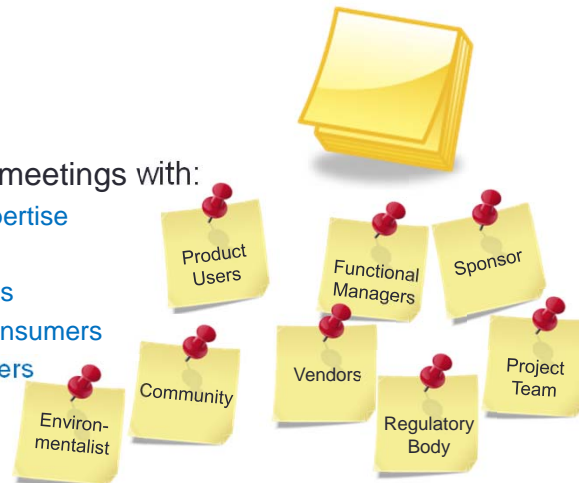 meetings with:
pertise
s
nsumers
ers
Product
Users
Functional
Managers
Sponsor
Community
Vendors
Project
Team
Environ-
mentalist
Regulatory
Body